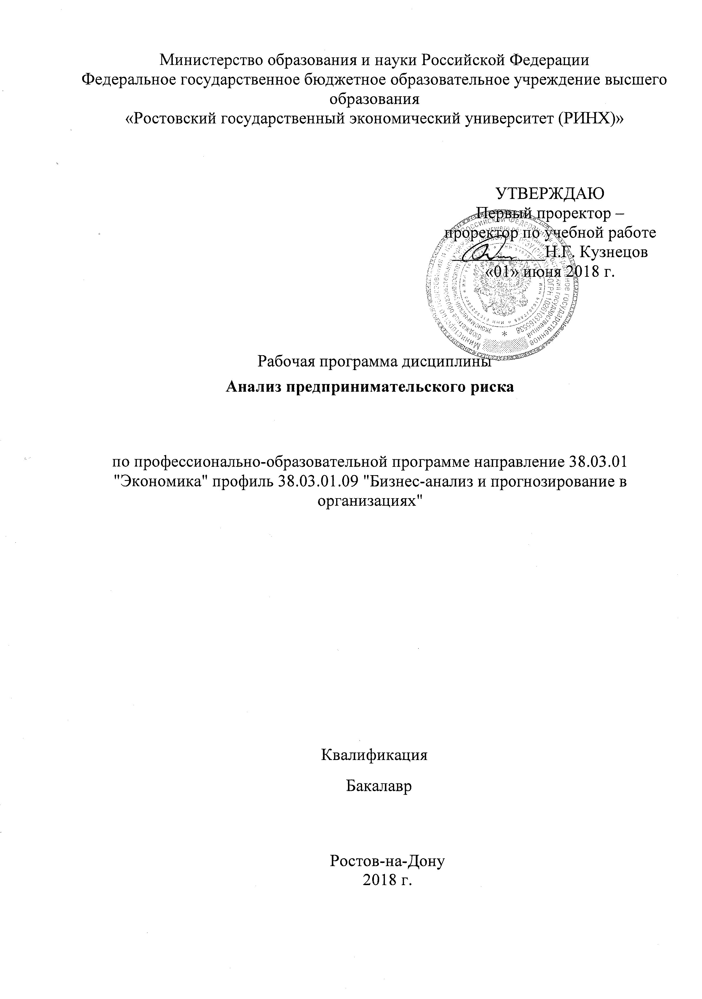 Министерство образования и науки Российской Федерации
Федеральное государственное бюджетное образовательное учреждение высшего
образования
«Ростовский государственный экономический университет (РИНХ)»
УТВЕРЖДАЮ
Первый проректор –
проректор по учебной работе
Н.Г. Кузнецов
«01» июня 2018 г.
Рабочая программа дисциплины
Анализ предпринимательского риска
по профессионально-образовательной программе направление 38.03.01
"Экономика" профиль 38.03.01.09 "Бизнес-анализ и прогнозирование в
организациях"
Квалификация
Бакалавр
Ростов-на-Дону
2018 г.